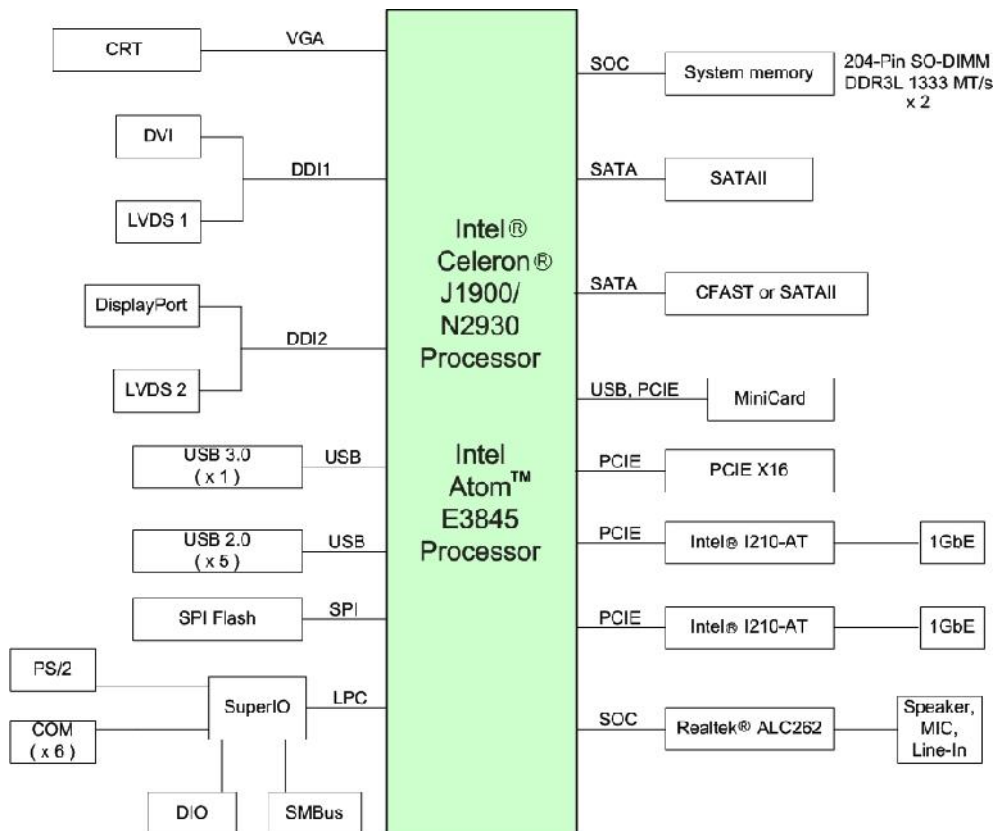 CRT
VGA
DVI
DDI1
LVDS 1
DisplayPort
DDI2
LVDS 2
USB 3.0
( x 1 )
USB
USB 2.0
( x 5 )
USB
SPI Flash
SPI
PS/2
SuperIO
LPC
COM
( x 6 )
DIO
SMBus
Intel®
Celeron®
J1900/
N2930
Processor
Intel
Atom™
E3845
Processor
SOC
System memory
204-Pin SO-DIMM
DDR3L 1333 MT/s
x 2
SATA
SATAII
SATA
CFAST or SATAII
USB, PCIE
MiniCard
PCIE
PCIE X16
PCIE
Intel® I210-AT
1GbE
PCIE
Intel® I210-AT
1GbE
SOC
Realtek® ALC262
Speaker,
MIC,
Line-In